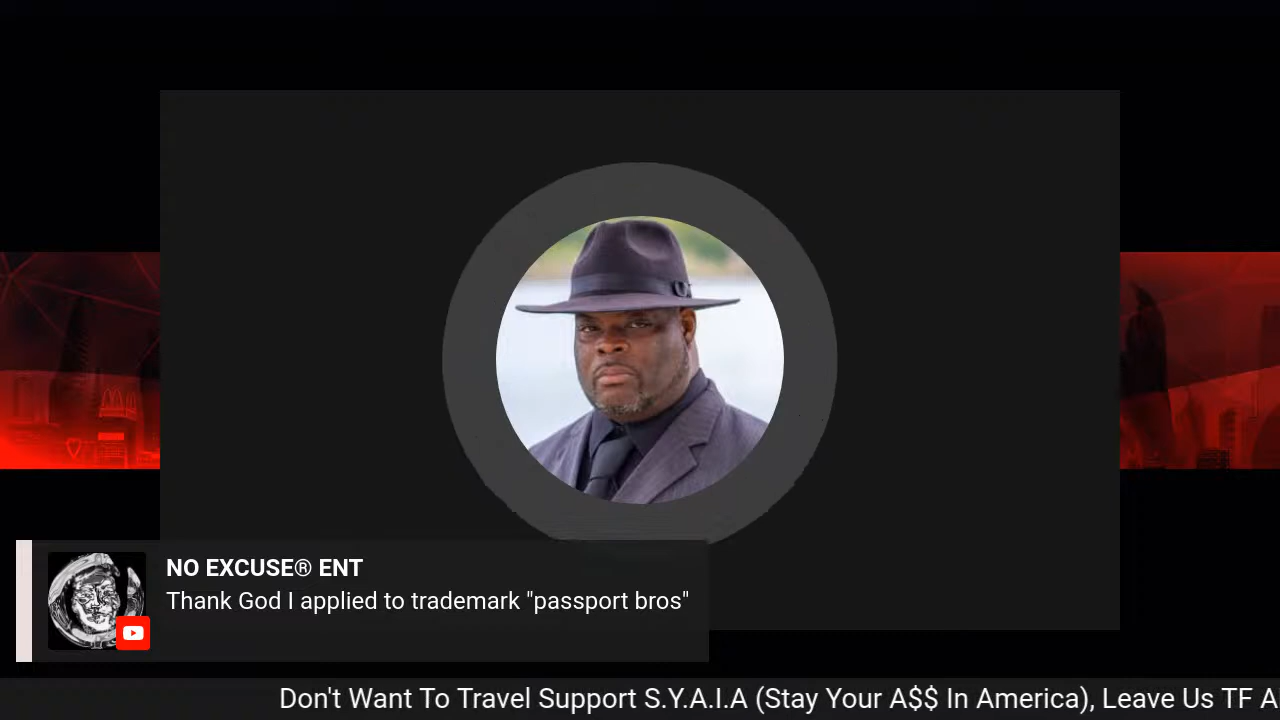 NO EXCUSE® ENT
Thank God I applied to trademark "passport bros"
Don't Want To Travel Support S.Y.A.I.A (Stay Your A$$ In America), Leave Us TF A